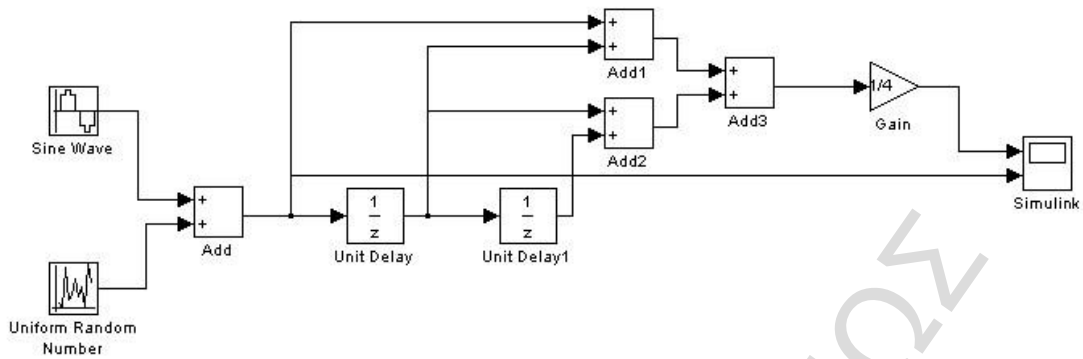 +
+
Add1
+
+
Add3
1/4
Gain
+
+
Add2
Sine Wave
Simulink
+
+
Add
1
z
Unit Delay
1
z
Unit Delay1
Uniform Random
Number
ΩΣ